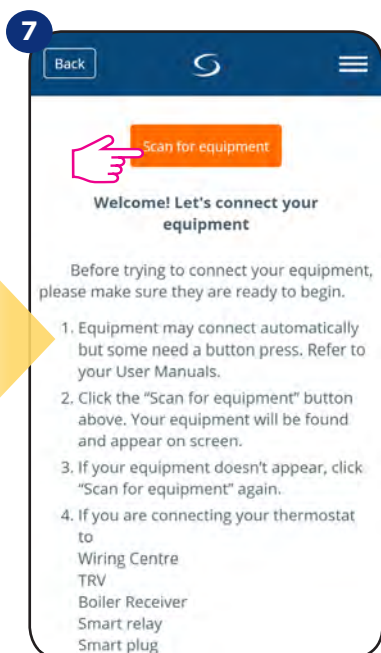 7
Back
Scan for equipment
Welcome! Let's connect your
equipment
Before trying to connect your equipment,
please make sure they are ready to begin.
1. Equipment may connect automatically
but some need a button press. Refer to
your User Manuals.
2. Click the “Scan for equipment” button
above. Your equipment will be found
and appear on screen.
3. If your equipment doesn’t appear, click
“Scan for equipment” again.
4. If you are connecting your thermostat
to
Wiring Centre
TRV
Boiler Receiver
Smart relay
Smart plug